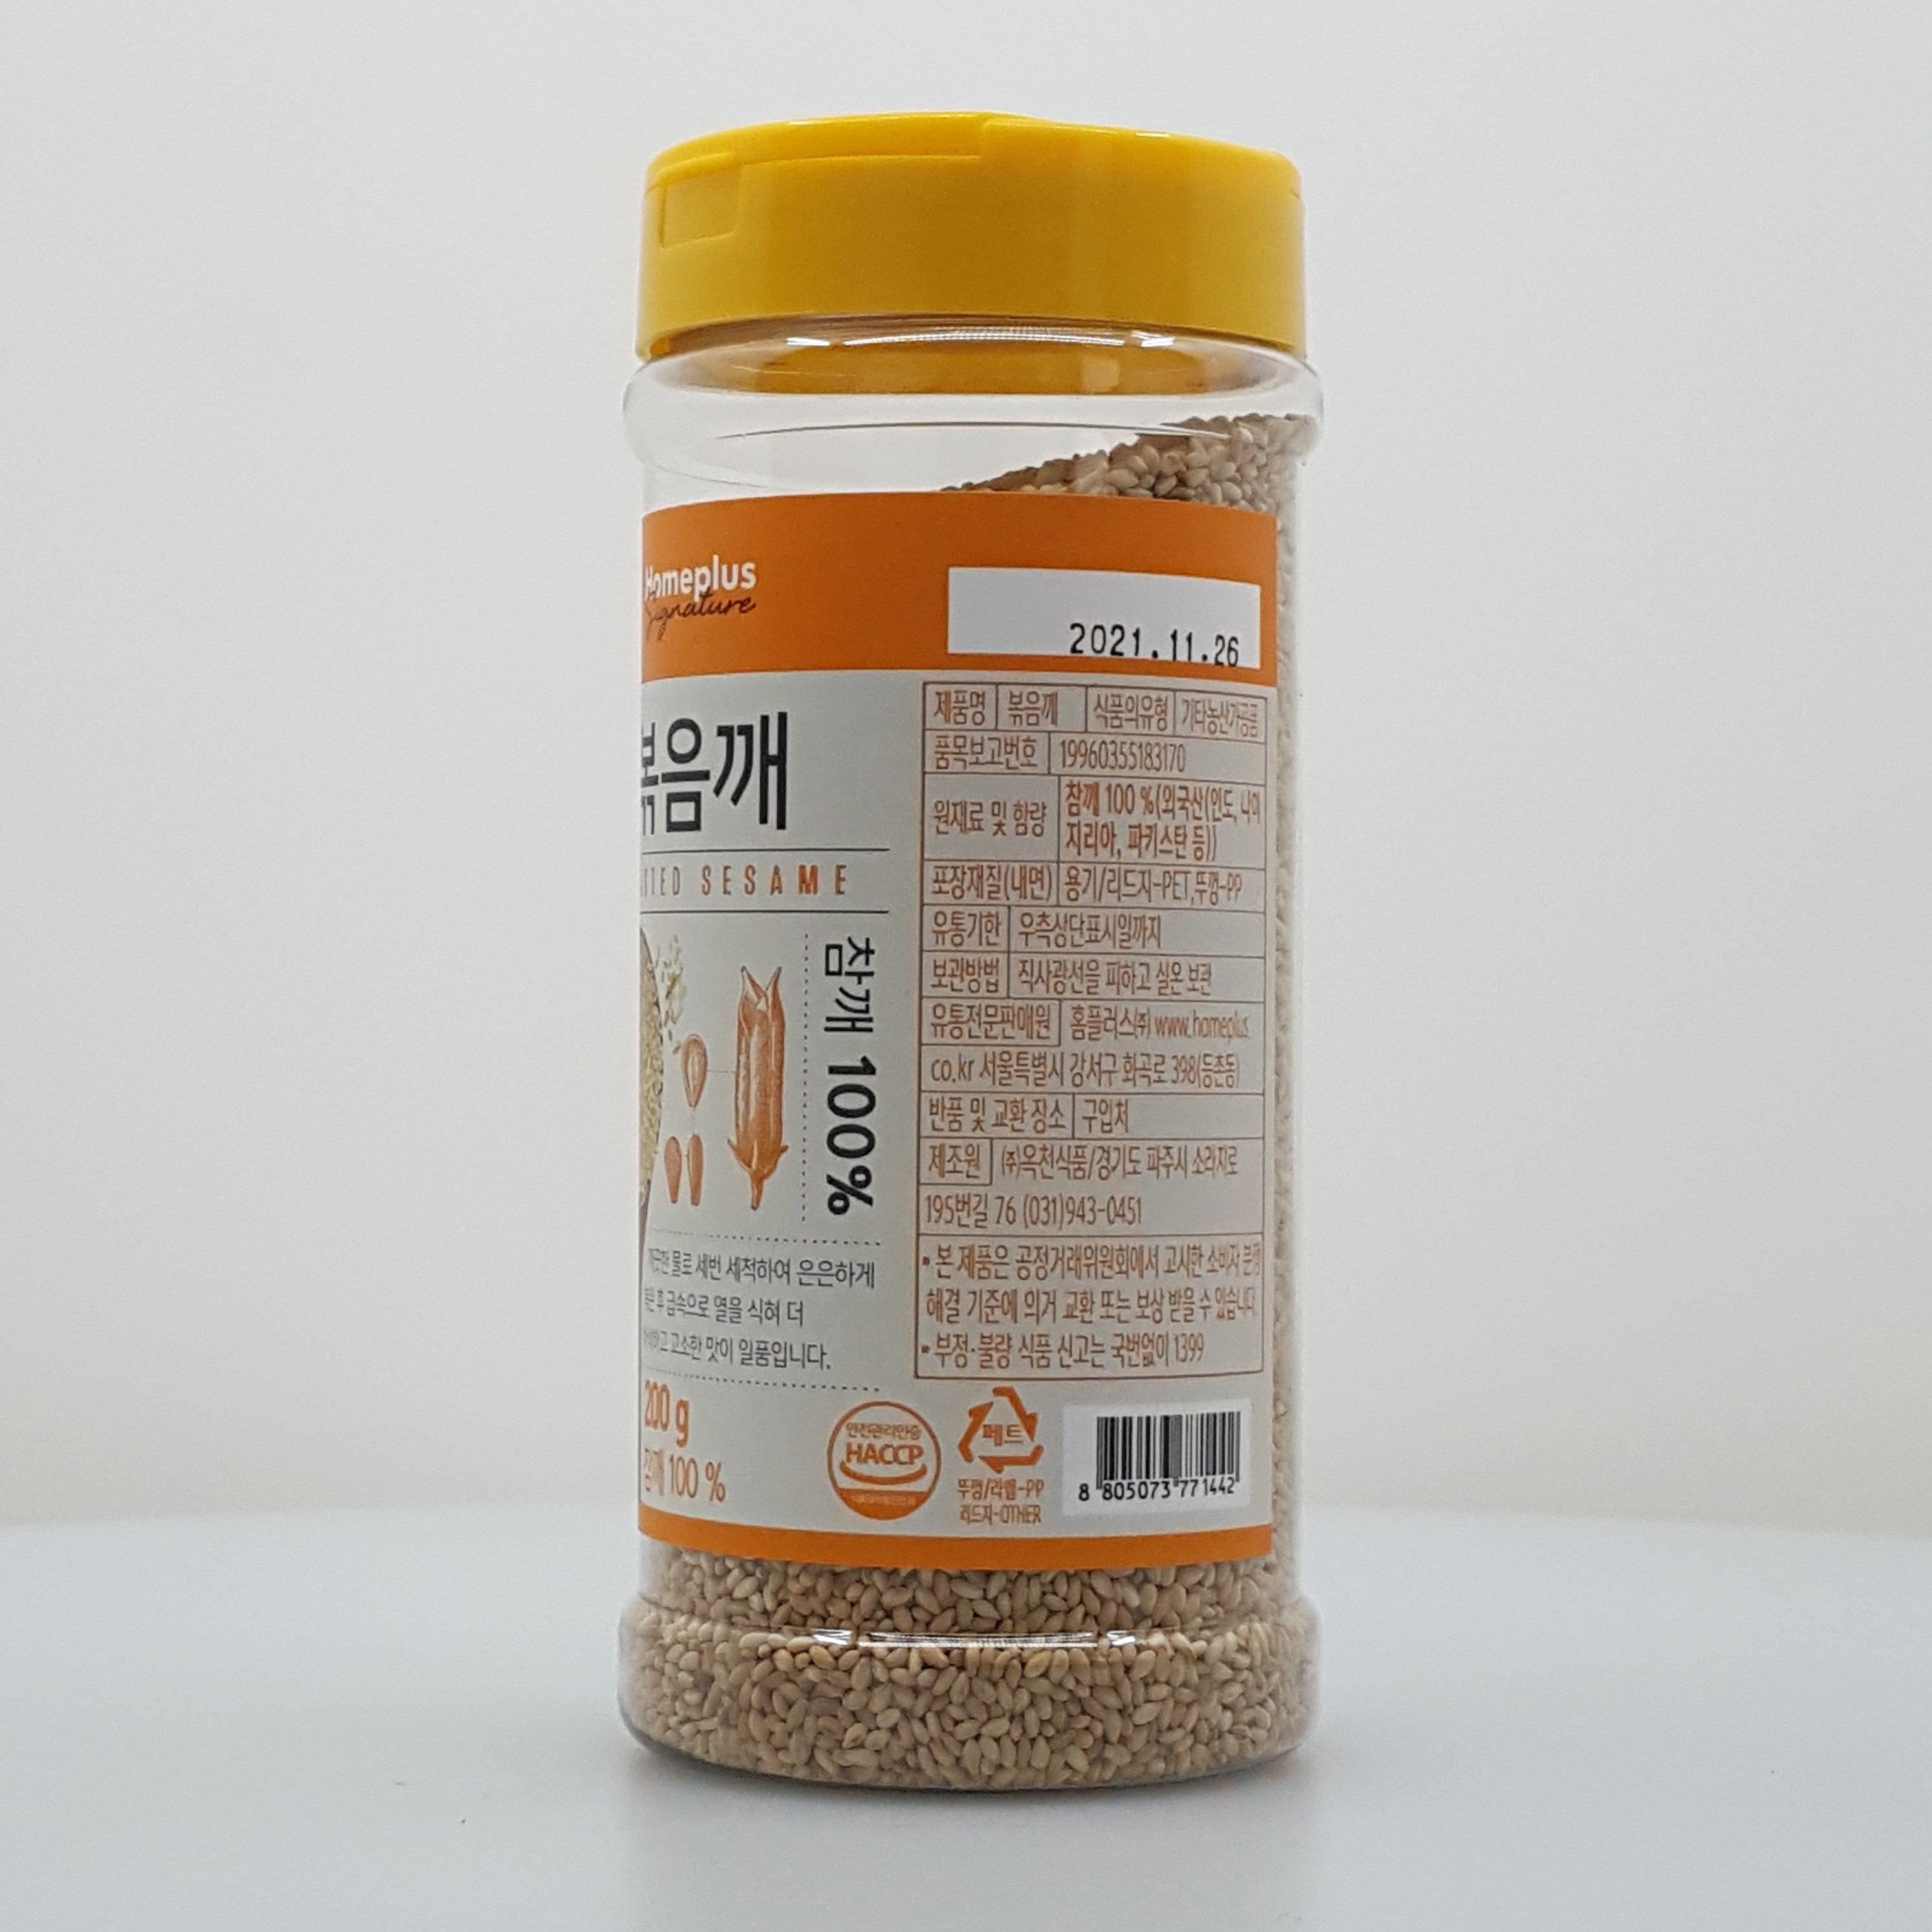 Homeplus
Signature
2021.11.26
볶음깨
SESAME
참깨 100%
물로 세번 세척하여 은은하게
볶은 후 급속으로 열을 식혀 더
고소한 맛이 일품입니다.
200 g
참깨 100 %
제품명 볶음깨 식품의유형 기타농산가공품
품목보고번호 19960355183170
원재료 및 함량 참깨 100 %(외국산(인도, 나이
지리아, 파키스탄 등))
포장재질(내면) 용기/리드지-PET,뚜껑-PP
유통기한 우측상단표시일까지
보관방법 직사광선을 피하고 실온 보관
유통전문판매원 홈플러스㈜ www.homeplus.
co.kr 서울특별시 강서구 화곡로 398(등촌동)
반품 및 교환 장소 구입처
제조원 ㈜옥천식품/경기도 파주시 소라지로
195번길 76 (031)943-0451
• 본 제품은 공정거래위원회에서 고시한 소비자 분쟁
해결 기준에 의거 교환 또는 보상 받을 수 있습니다.
• 부정·불량 식품 신고는 국번없이 1399
안전관리인증
HACCP
페트
뚜껑/라벨-PP
리드지-OTHER
8 805073 771442